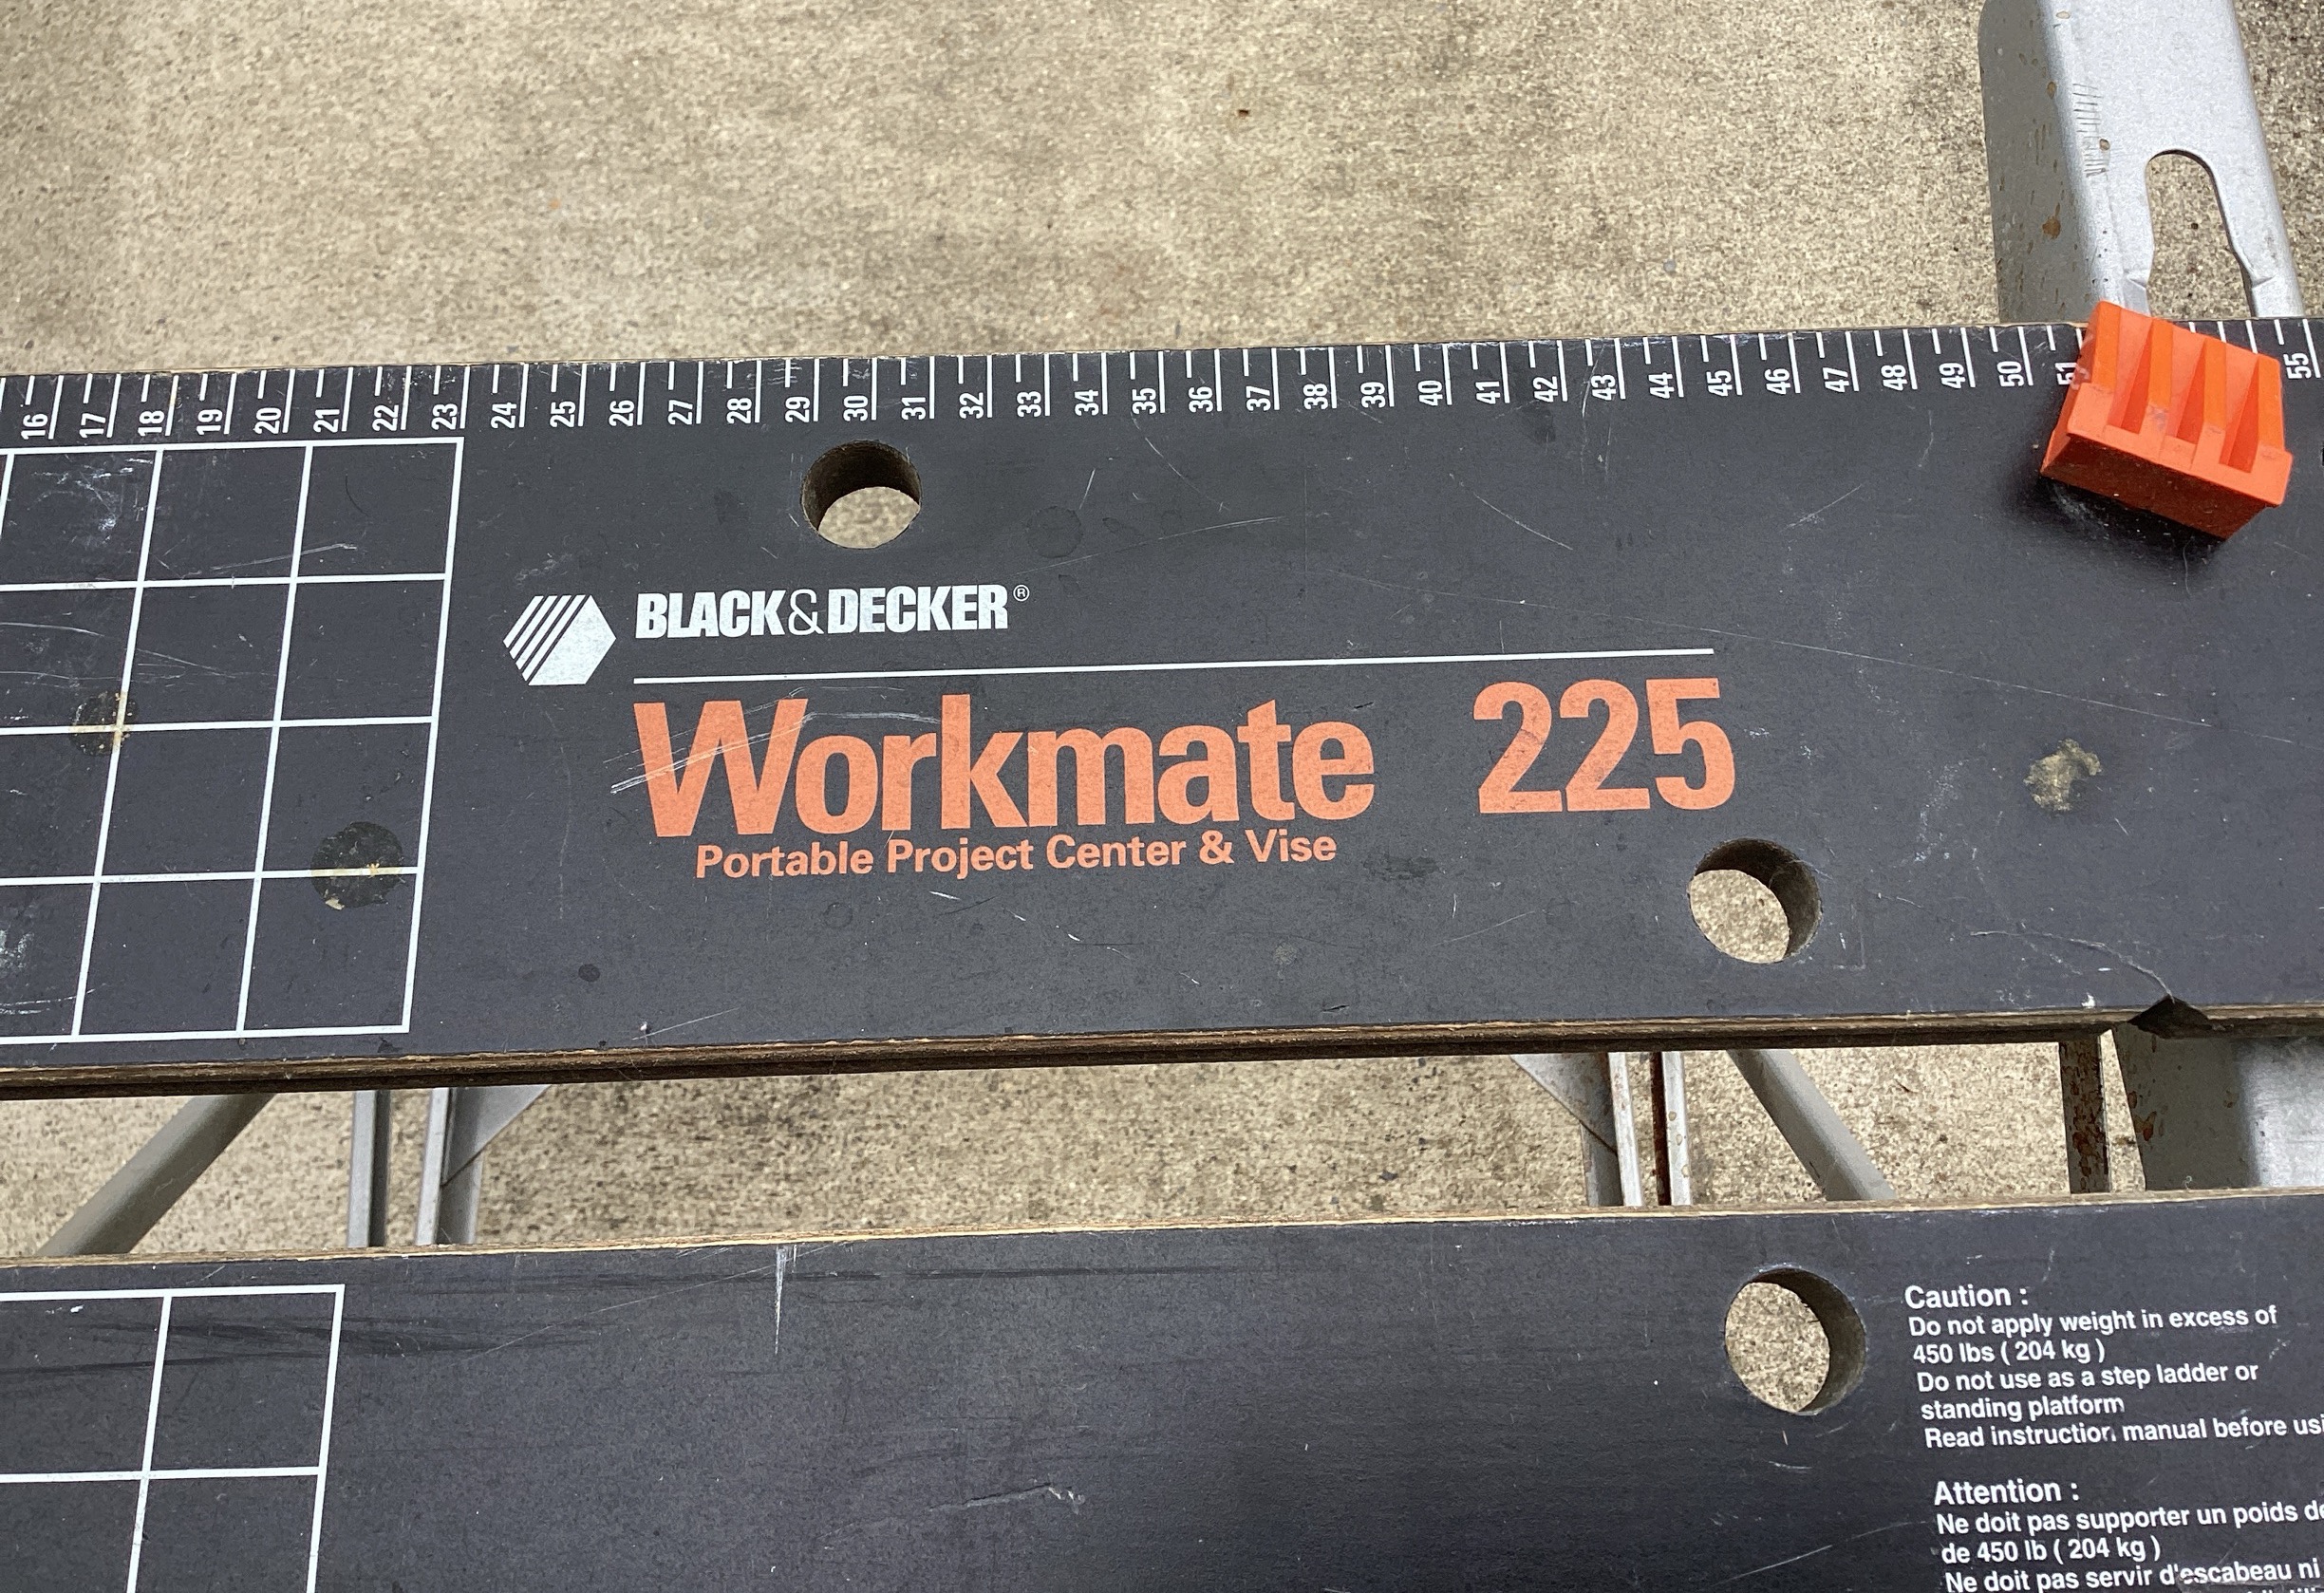 16 17 18 19 20 21 22 23 24 25 26 27 28 29 30 31 32 33 34 35 36 37 38 39 40 41 42 43 44 45 46 47 48 49 50 51 55
BLACK&DECKER®
Workmate 225
Portable Project Center & Vise
Caution :
Do not apply weight in excess of
450 lbs ( 204 kg )
Do not use as a step ladder or
standing platform
Read instruction manual before
Attention :
Ne doit pas supporter un poids
de 450 lb ( 204 kg )
Ne doit pas servir d'escabeau ni